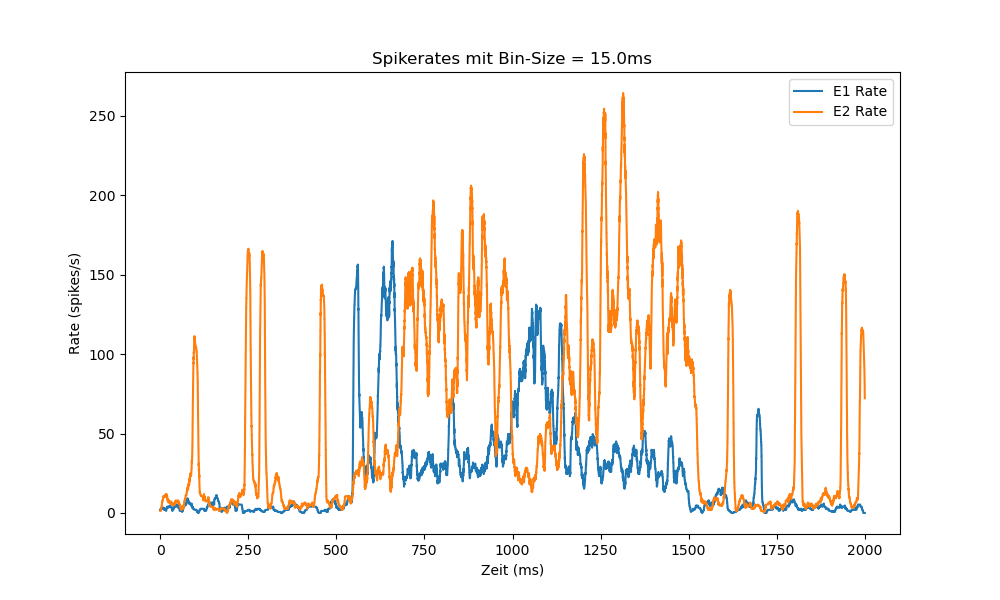 Spikerates mit Bin-Size = 15.0ms
E1 Rate
E2 Rate
Rate (spikes/s)
250
200
150
100
50
0
0 250 500 750 1000 1250 1500 1750 2000
Zeit (ms)